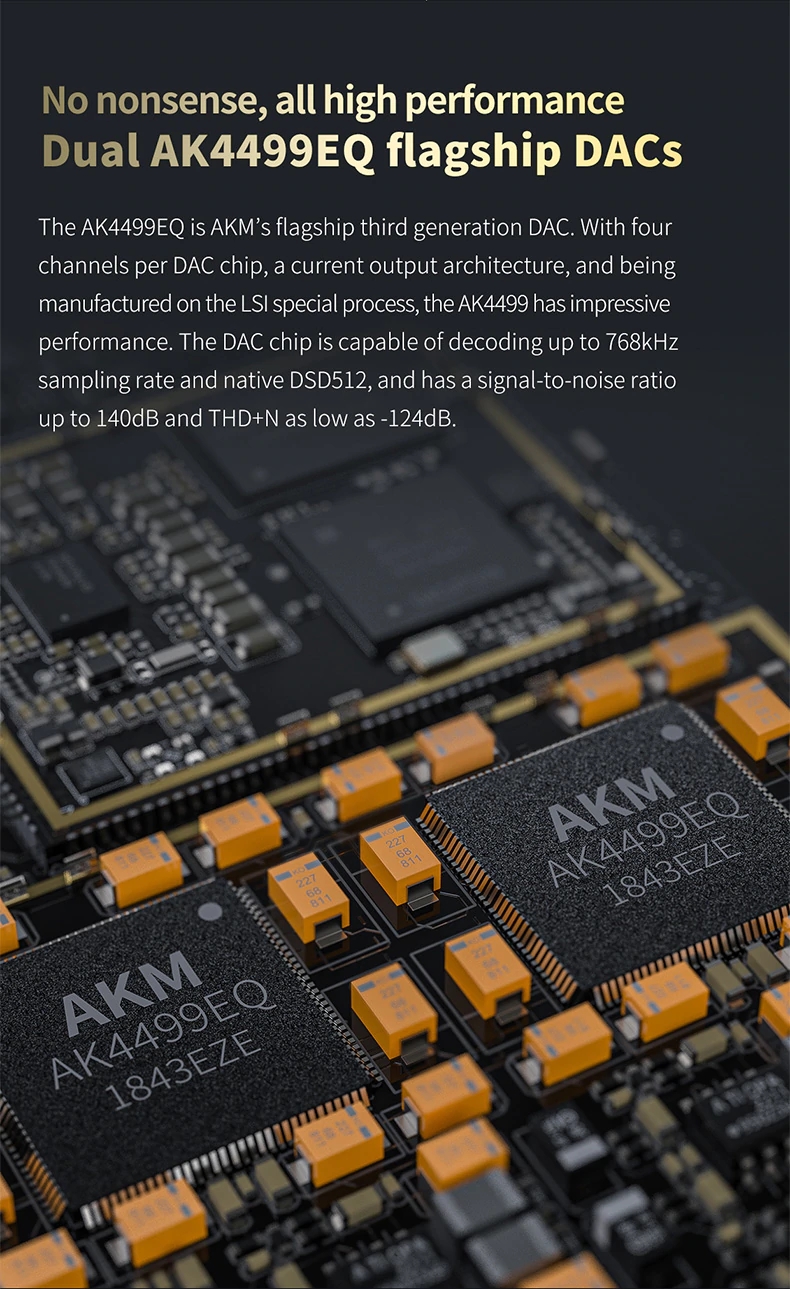 No nonsense, all high performance
Dual AK4499EQ flagship DACs
The AK4499EQ is AKM’s flagship third generation DAC. With four
channels per DAC chip, a current output architecture, and being
manufactured on the LSI special process, the AK4499 has impressive
performance. The DAC chip is capable of decoding up to 768kHz
sampling rate and native DSD512, and has a signal-to-noise ratio
up to 140dB and THD+N as low as -124dB.
AKM
AK4499EQ
1843EZE
227
68
811
227
68
811
AKM
AK4499EQ
1843EZE
227
68
811
227